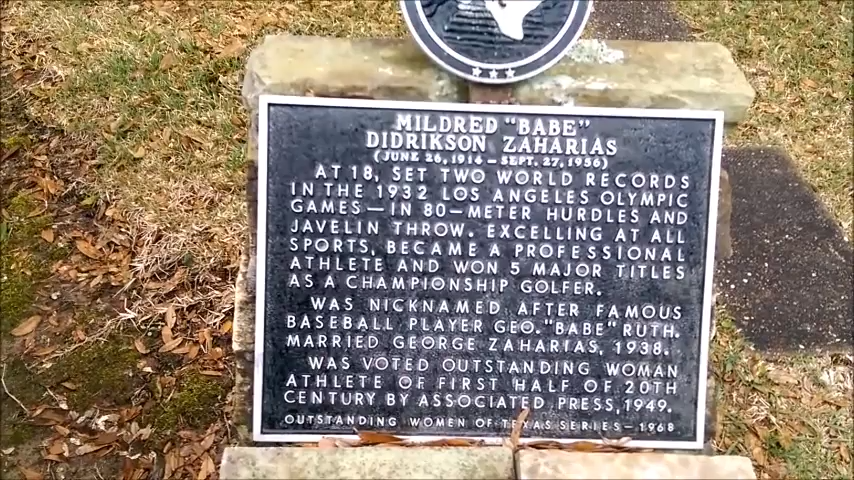 MILDRED "BABE"
DIDRIKSON ZAHARIAS
(JUNE 26, 1914 – SEPT. 27, 1956)
AT 18, SET TWO WORLD RECORDS
IN THE 1932 LOS ANGELES OLYMPIC
GAMES — IN 80-METER HURDLES AND
JAVELIN THROW. EXCELLING AT ALL
SPORTS, BECAME A PROFESSIONAL
ATHLETE AND WON 5 MAJOR TITLES
AS A CHAMPIONSHIP GOLFER.
WAS NICKNAMED AFTER FAMOUS
BASEBALL PLAYER GEO. "BABE" RUTH.
MARRIED GEORGE ZAHARIAS, 1938.
WAS VOTED OUTSTANDING WOMAN
ATHLETE OF FIRST HALF OF 20TH
CENTURY BY ASSOCIATED PRESS, 1949.
OUTSTANDING WOMEN OF TEXAS SERIES – 1968